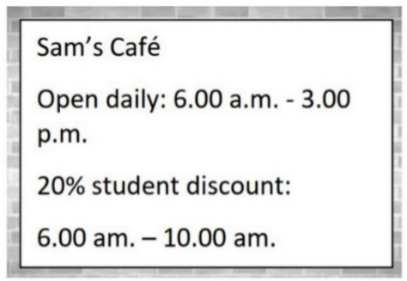 Sam's Café
Open daily: 6.00 a.m. - 3.00
p.m.
20% student discount:
6.00 am. – 10.00 am.